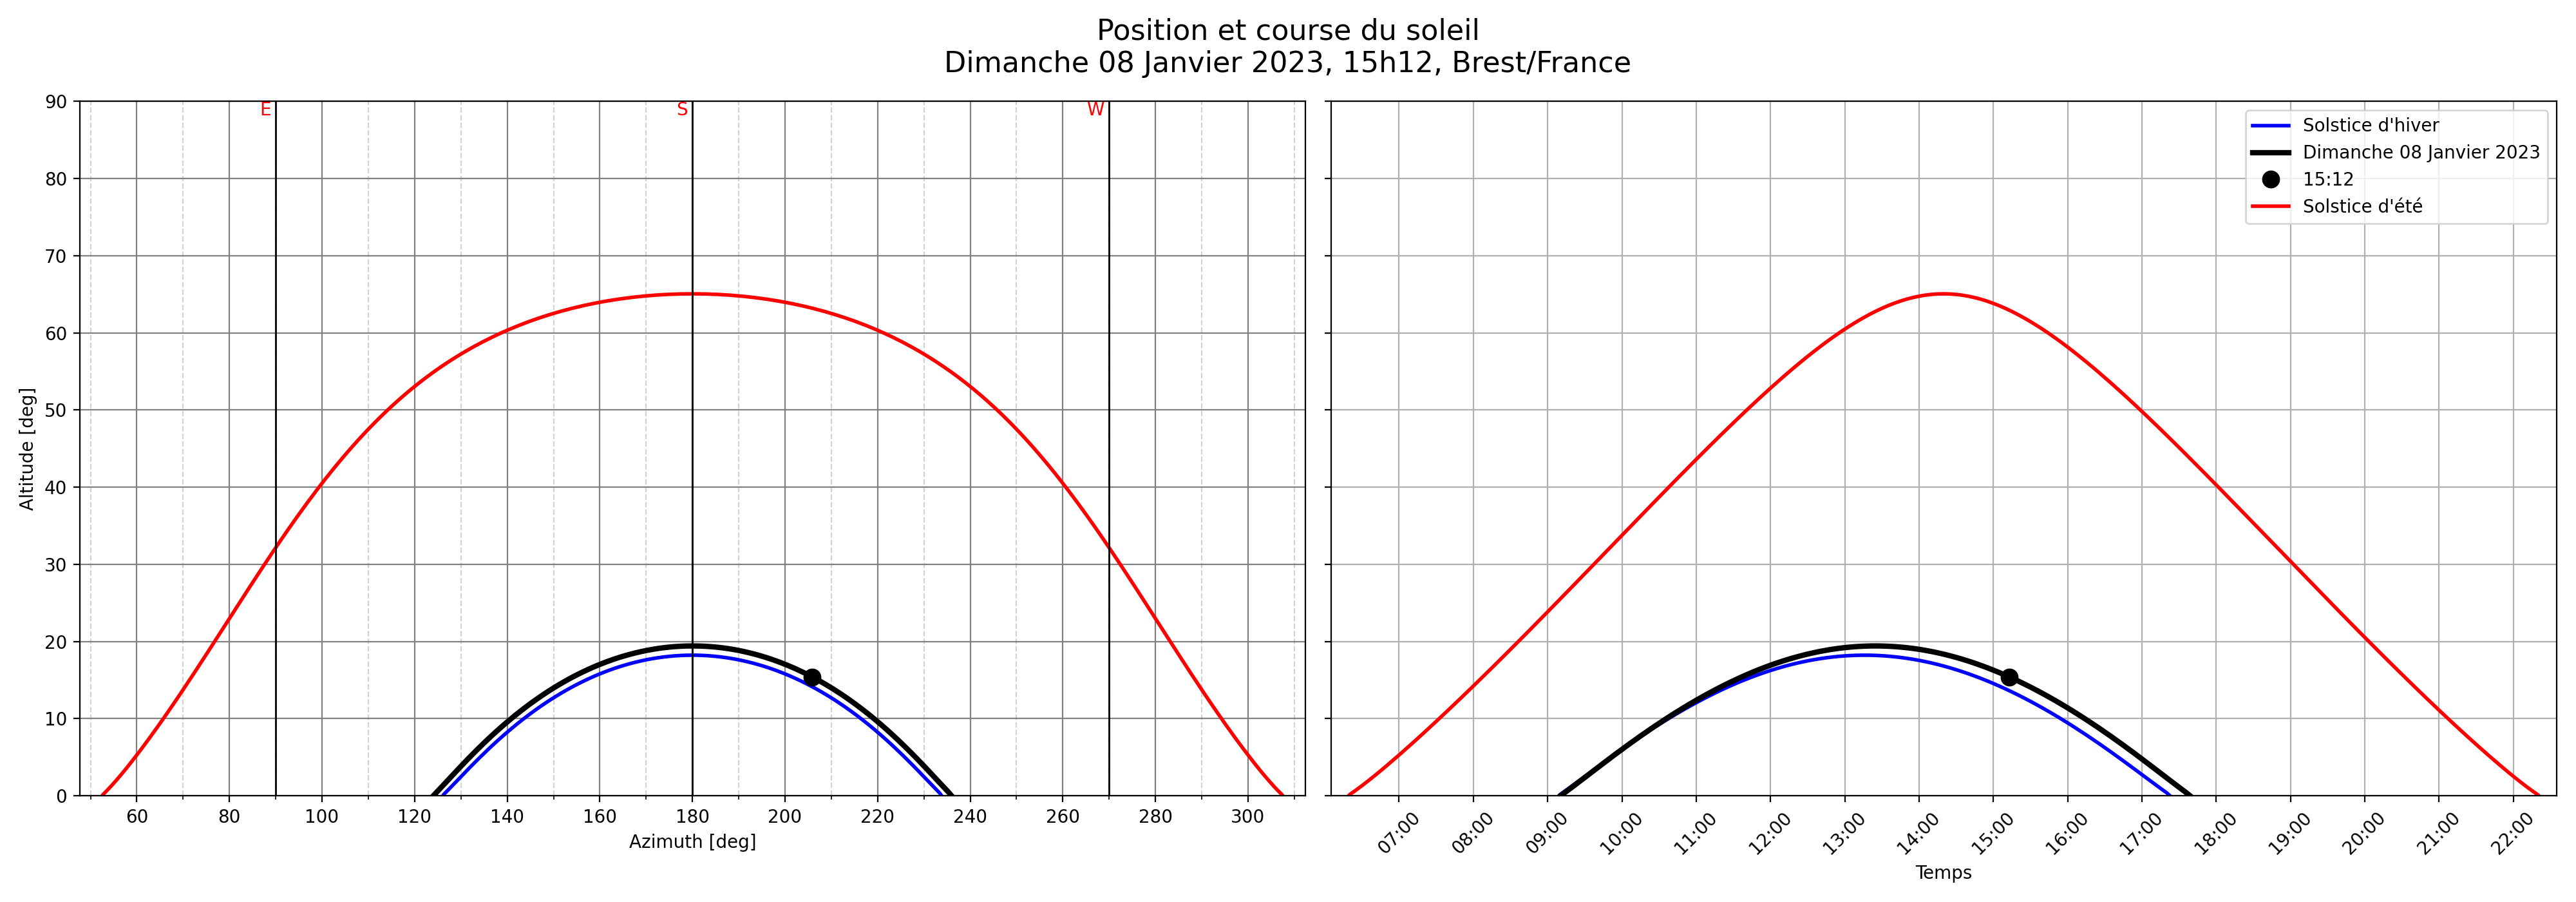 Position et course du soleil
Dimanche 08 Janvier 2023, 15h12, Brest/France
E S W
90
80
70
60
50
40
30
20
10
0
Altitude [deg]
60 80 100 120 140 160 180 200 220 240 260 280 300
Azimuth [deg]
Solstice d'hiver
Dimanche 08 Janvier 2023
15:12
Solstice d'été
07:00 08:00 09:00 10:00 11:00 12:00 13:00 14:00 15:00 16:00 17:00 18:00 19:00 20:00 21:00 22:00
Temps